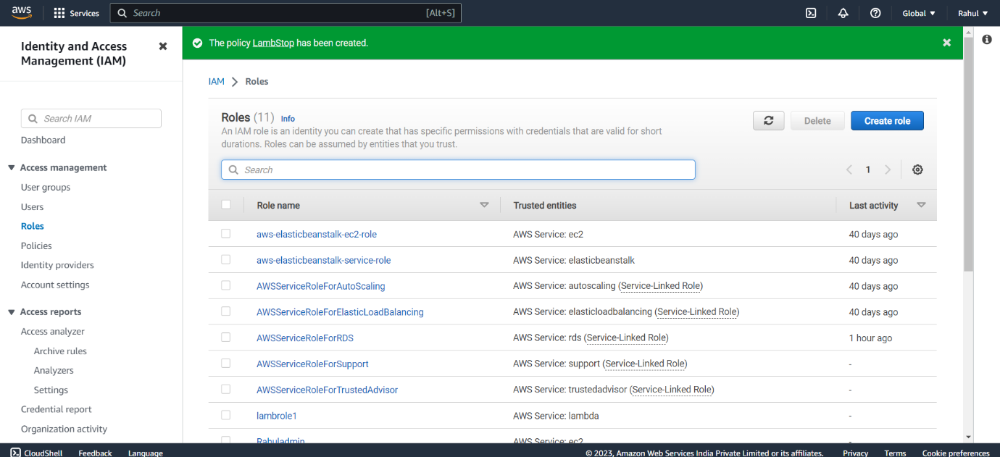 aws
Services
Search
[Alt+S]
Global
Rahul
Identity and Access
Management (IAM)
Search IAM
Dashboard
Access management
User groups
Users
Roles
Policies
Identity providers
Account settings
Access reports
Access analyzer
Archive rules
Analyzers
Settings
Credential report
Organization activity
The policy LambStop has been created.
IAM
Roles
Roles (11) Info
An IAM role is an identity you can create that has specific permissions with credentials that are valid for short
durations. Roles can be assumed by entities that you trust.
Delete
Create role
Search
1
Role name Trusted entities Last activity
aws-elasticbeanstalk-ec2-role AWS Service: ec2 40 days ago
aws-elasticbeanstalk-service-role AWS Service: elasticbeanstalk 40 days ago
AWSServiceRoleForAutoScaling AWS Service: autoscaling (Service-Linked Role) 40 days ago
AWSServiceRoleForElasticLoadBalancing AWS Service: elasticloadbalancing (Service-Linked Role) 40 days ago
AWSServiceRoleForRDS AWS Service: rds (Service-Linked Role) 1 hour ago
AWSServiceRoleForSupport AWS Service: support (Service-Linked Role) -
AWSServiceRoleForTrustedAdvisor AWS Service: trustedadvisor (Service-Linked Role) -
lambrole1 AWS Service: lambda -
Rahuladmin AWS Service: ec2
CloudShell Feedback Language © 2023, Amazon Web Services India Private Limited or its affiliates. Privacy Terms Cookie preferences